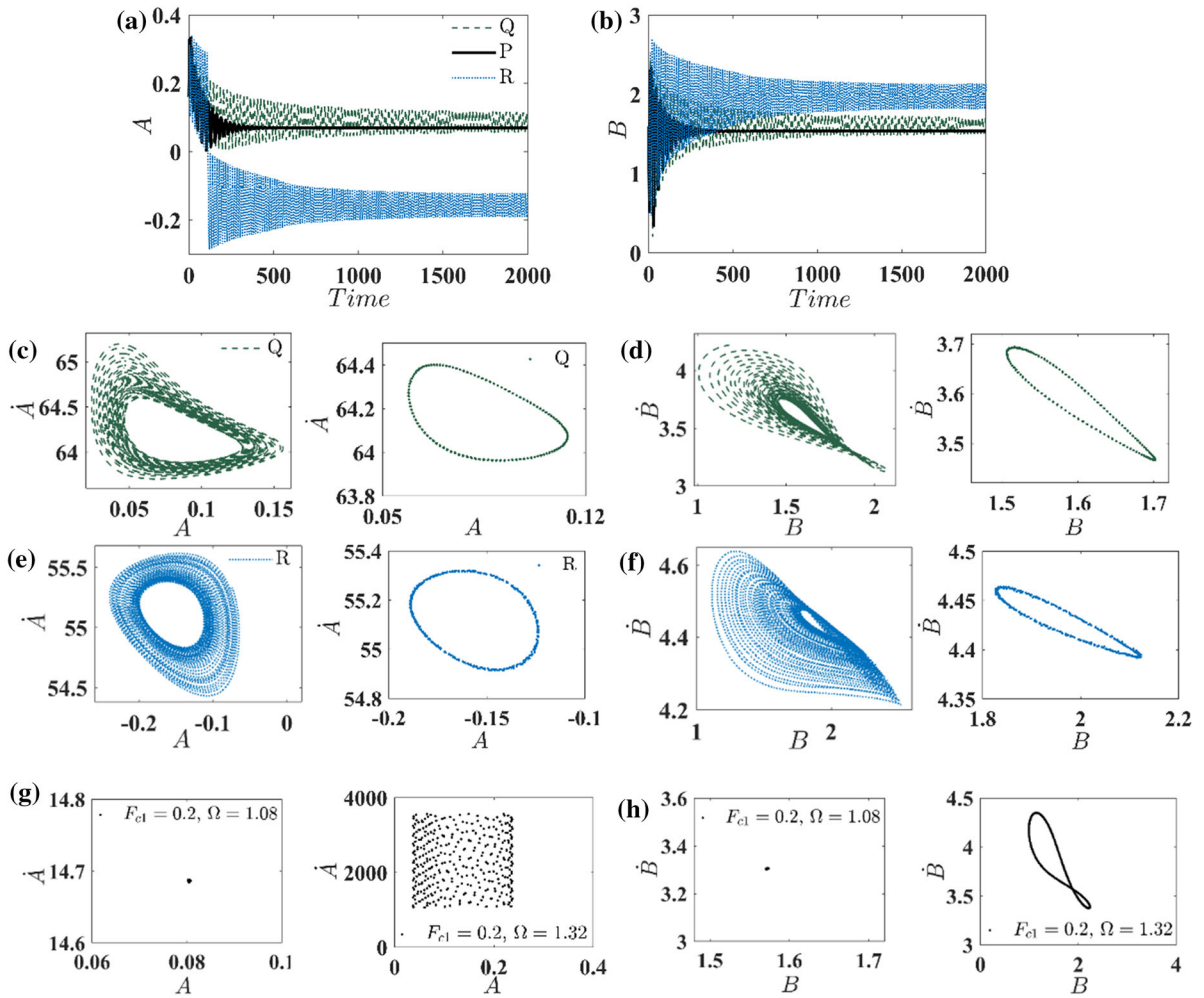 (a)
0.4
0.2
0
-0.2
A
0 500 1000 1500 2000
Time
Q
P
R
(b)
3
2
1
0
B
0 500 1000 1500 2000
Time
(c)
65
64.5
64
Ȧ
0.05 0.1 0.15
A
Q
64.4
64.2
64
63.8
Ȧ
0.05 0.12
A
Q
(d)
4
3.5
3
Ḃ
1 1.5 2
B
3.7
3.6
3.5
Ḃ
1.5 1.6 1.7
B
(e)
55.5
55
54.5
Ȧ
-0.2 -0.1 0
A
R
55.4
55.2
55
54.8
Ȧ
-0.2 -0.15 -0.1
A
R
(f)
4.6
4.4
4.2
Ḃ
1 2
B
4.5
4.45
4.4
4.35
Ḃ
1.8 2 2.2
B
(g)
14.8
14.7
14.6
Ȧ
0.06 0.08 0.1
A
F_{c1} = 0.2, Ω = 1.08
4000
2000
0
Ȧ
0 0.2 0.4
A
F_{c1} = 0.2, Ω = 1.32
(h)
3.6
3.4
3.2
3
Ḃ
1.5 1.6 1.7
B
F_{c1} = 0.2, Ω = 1.08
4.5
4
3.5
3
Ḃ
0 2 4
B
F_{c1} = 0.2, Ω = 1.32